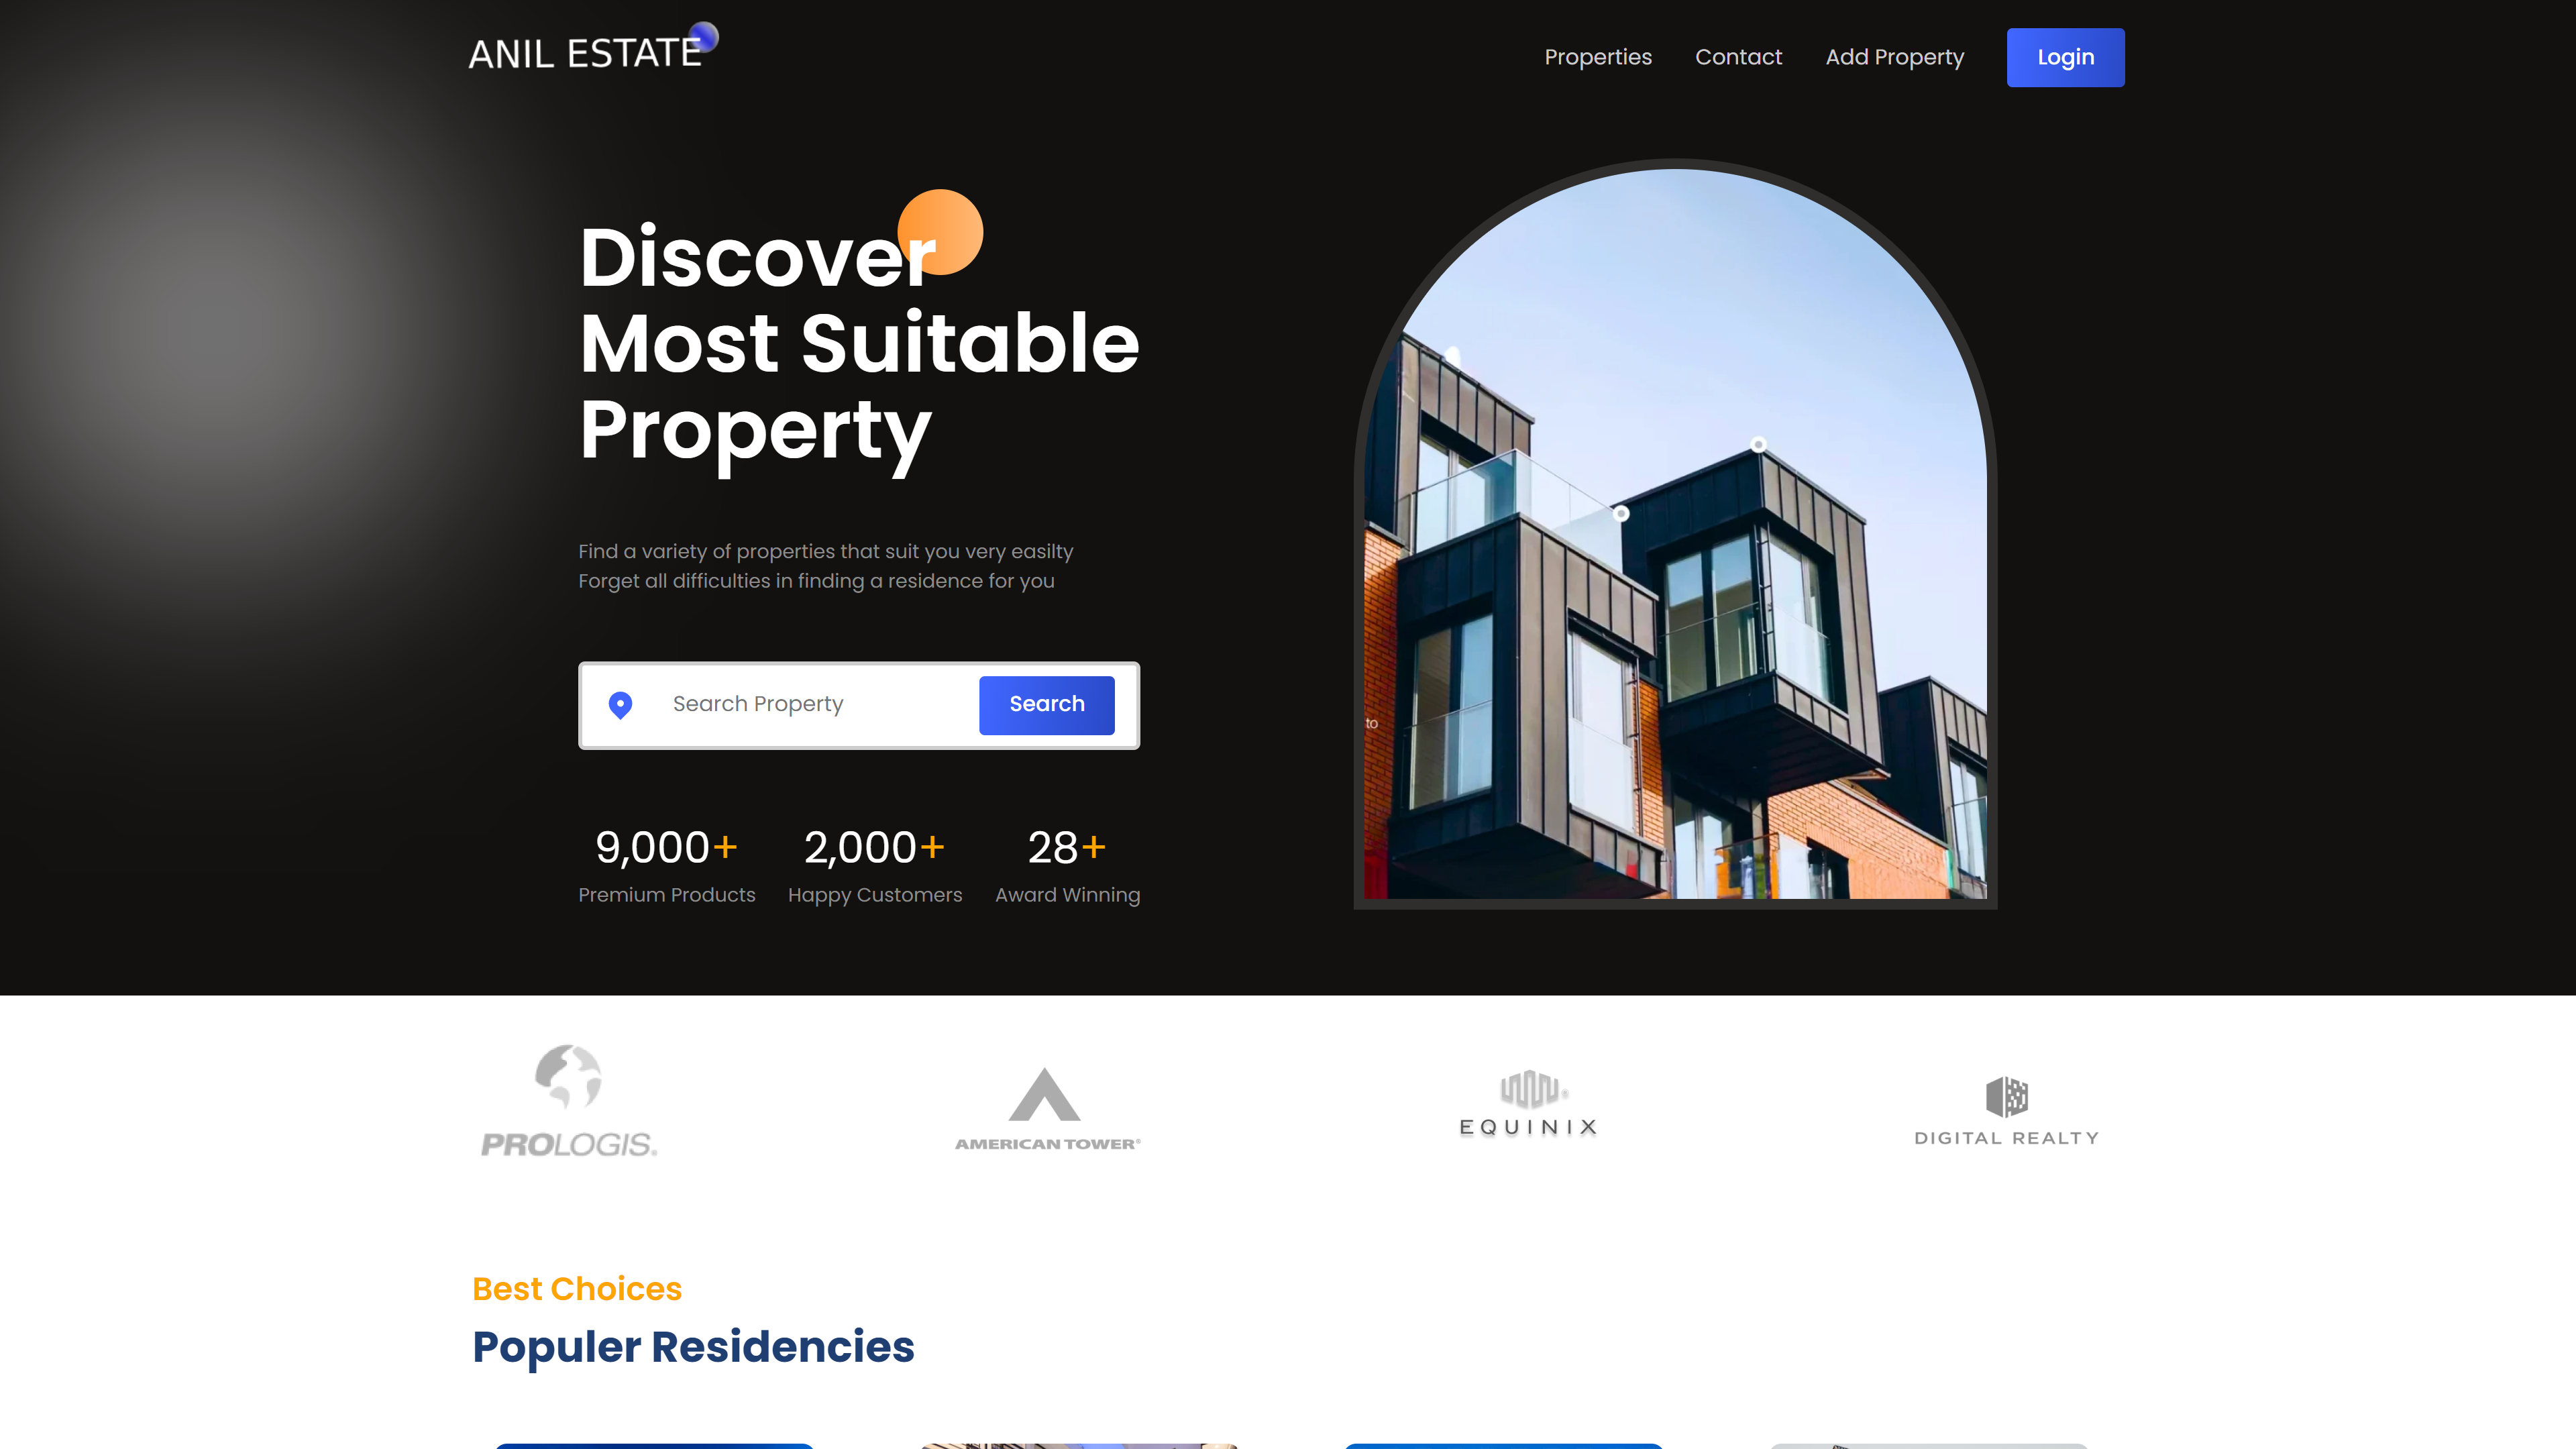 ANIL ESTATE
Properties
Contact
Add Property
Login
Discover
Most Suitable
Property
Find a variety of properties that suit you very easilty
Forget all difficulties in finding a residence for you
Search Property
Search
9,000+
2,000+
28+
Premium Products
Happy Customers
Award Winning
to
PROLOGIS.
AMERICAN TOWER®
EQUINIX
DIGITAL REALTY
Best Choices
Populer Residencies